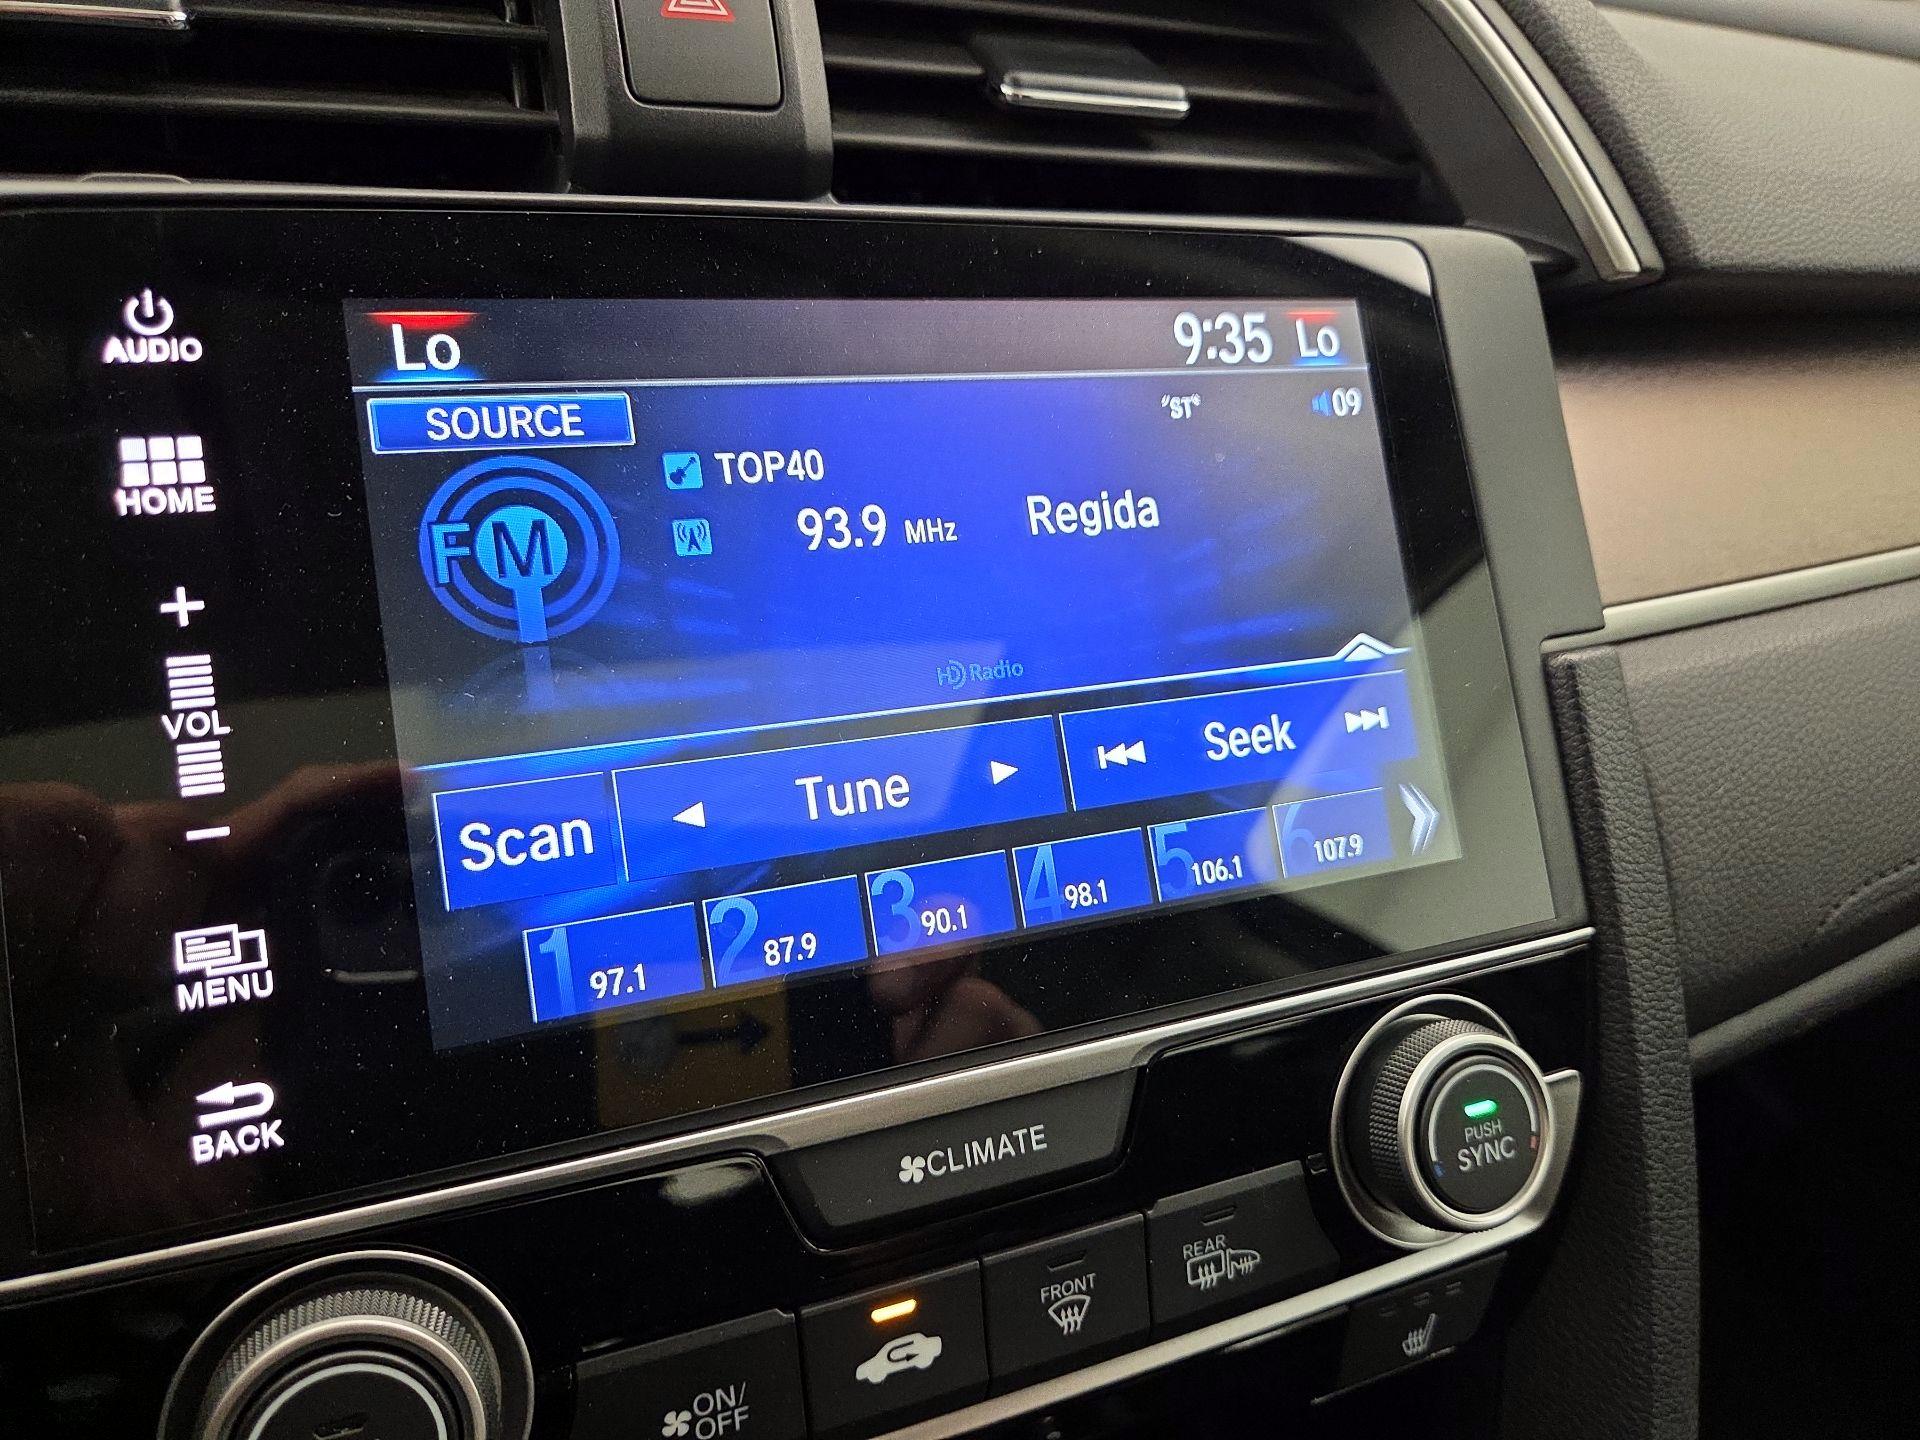 AUDIO
HOME
+
VOL
−
MENU
BACK
Lo
9:35
Lo
SOURCE
"ST"
09
FM
TOP40
93.9 MHz
Regida
HD Radio
Scan
Tune
Seek
1 97.1
2 87.9
3 90.1
4 98.1
5 106.1
6 107.9
CLIMATE
PUSH
SYNC
ON/
OFF
FRONT
REAR